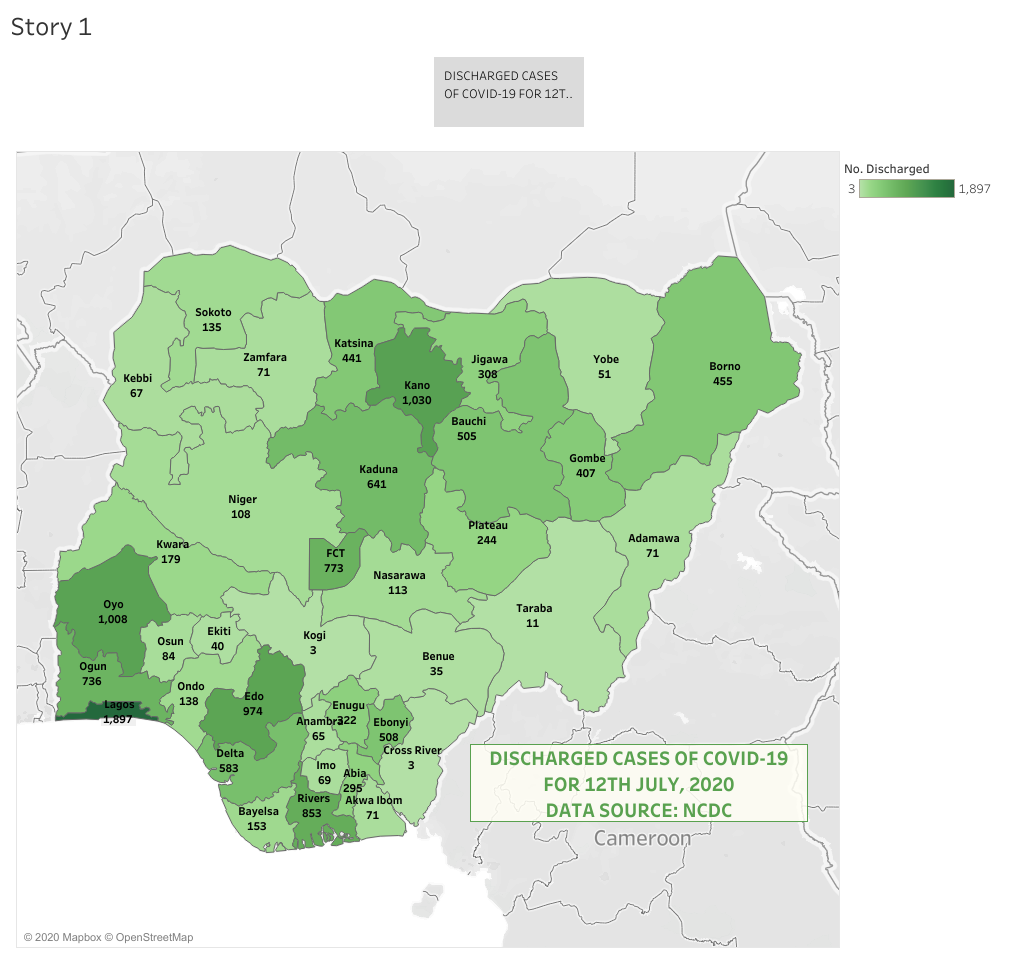 Story 1
DISCHARGED CASES
OF COVID-19 FOR 12T..
No. Discharged
3
1,897
Sokoto
135
Zamfara
71
Kebbi
67
Katsina
441
Kano
1,030
Jigawa
308
Yobe
51
Borno
455
Bauchi
505
Gombe
407
Kaduna
641
Niger
108
Plateau
244
Adamawa
71
Kwara
179
FCT
773
Nasarawa
113
Oyo
1,008
Taraba
11
Osun
84
Ekiti
40
Kogi
3
Benue
35
Ogun
736
Ondo
138
Edo
974
Lagos
1,897
Enugu
322
Anambra
65
Ebonyi
508
Cross River
3
Delta
583
Imo
69
Abia
295
Rivers
853
Akwa Ibom
71
Bayelsa
153
DISCHARGED CASES OF COVID-19
FOR 12TH JULY, 2020
DATA SOURCE: NCDC
Cameroon
© 2020 Mapbox © OpenStreetMap